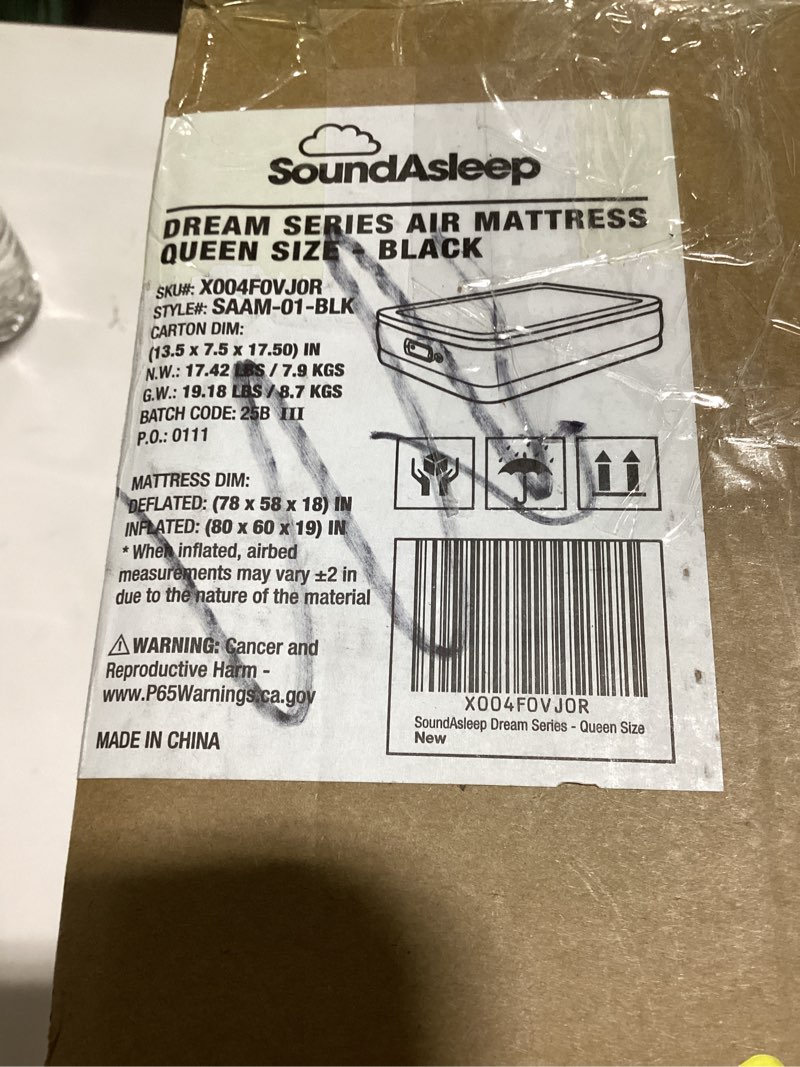 SoundAsleep
DREAM SERIES AIR MATTRESS
QUEEN SIZE - BLACK
SKU#: X004F0VJ0R
STYLE#: SAAM-01-BLK
CARTON DIM:
(13.5 x 7.5 x 17.50) IN
N.W.: 17.42 LBS / 7.9 KGS
G.W.: 19.18 LBS / 8.7 KGS
BATCH CODE: 25B III
P.O.: 0111
MATTRESS DIM:
DEFLATED: (78 x 58 x 18) IN
INFLATED: (80 x 60 x 19) IN
* When inflated, airbed
measurements may vary ±2 in
due to the nature of the material
⚠ WARNING: Cancer and
Reproductive Harm -
www.P65Warnings.ca.gov
MADE IN CHINA
X004F0VJ0R
SoundAsleep Dream Series - Queen Size
New